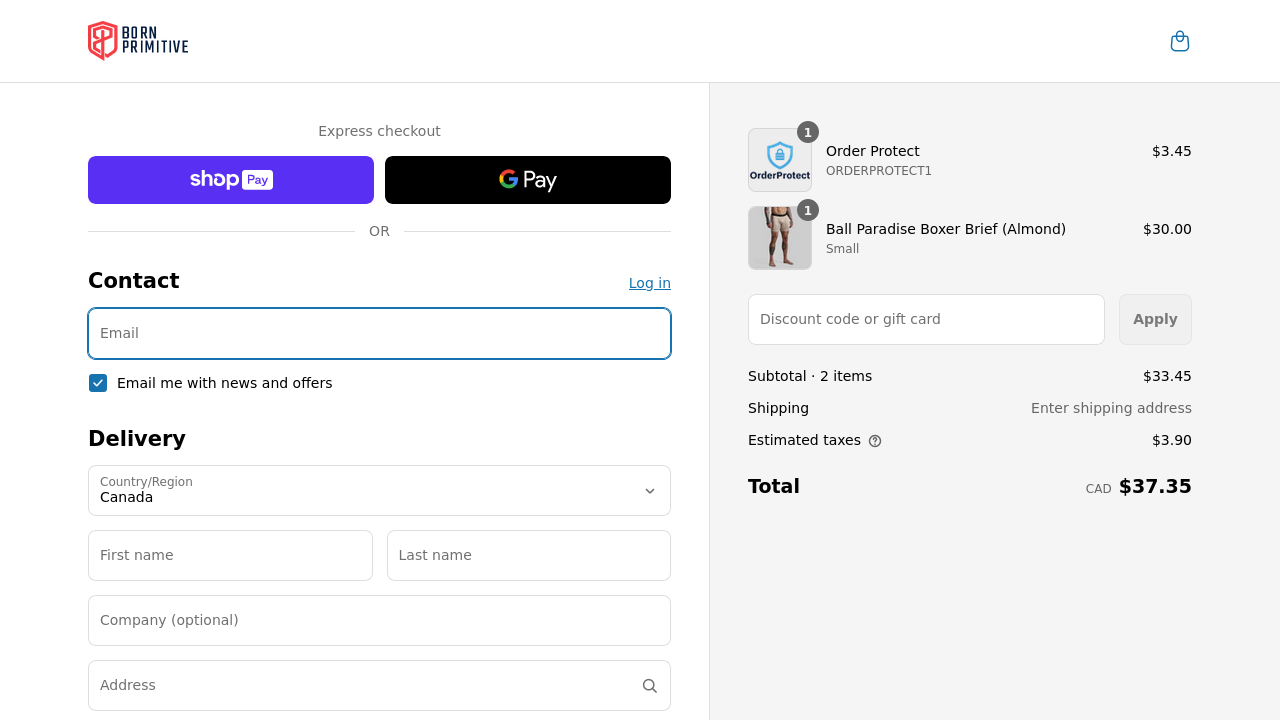 BORN
PRIMITIVE
Express checkout
shop Pay
G Pay
OR
Contact
Log in
Email
Email me with news and offers
Delivery
Country/Region
Canada
First name
Last name
Company (optional)
Address
1
OrderProtect
Order Protect
$3.45
ORDERPROTECT1
1
Ball Paradise Boxer Brief (Almond)
$30.00
Small
Discount code or gift card
Apply
Subtotal · 2 items
$33.45
Shipping
Enter shipping address
Estimated taxes
$3.90
Total
CAD $37.35